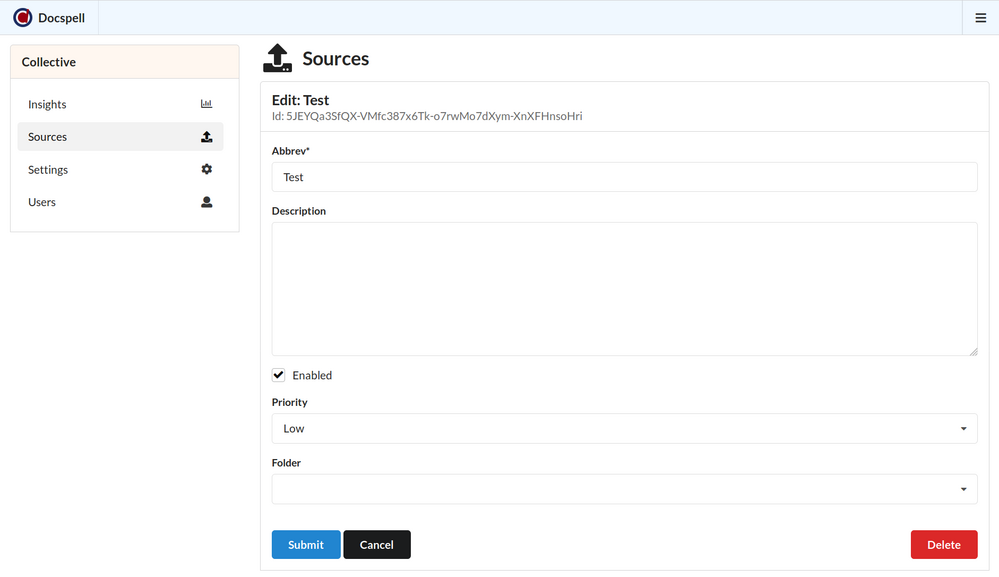 Docspell
Collective
Insights
Sources
Settings
Users
Sources
Edit: Test
Id: 5JEYQa3SfQX-VMfc387x6Tk-o7rwMo7dXym-XnXFHnsoHri
Abbrev*
Test
Description
Enabled
Priority
Low
Folder
Submit Cancel Delete